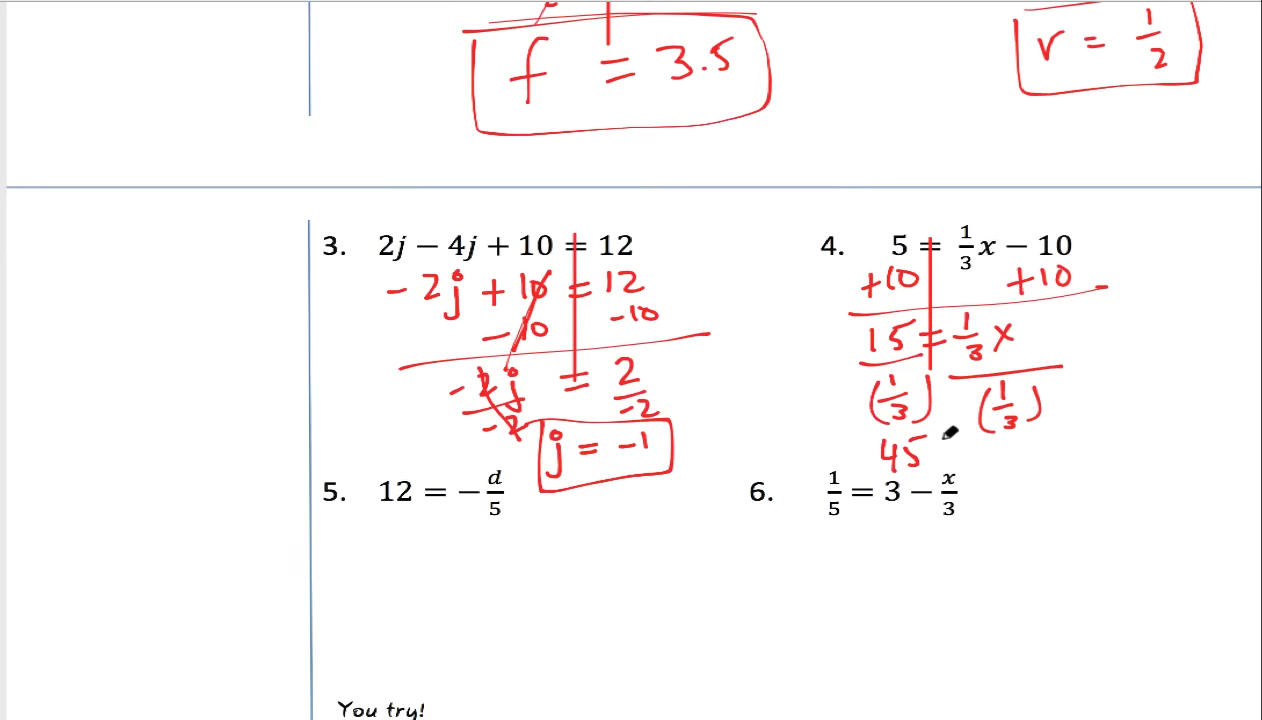 f = 3.5
r = 1/2
3. 2j − 4j + 10 = 12
- 2j + 10 = 12
- 10 -10
-2j = 2
-2 -2
j = -1
4. 5 = 1/3 x − 10
+10 +10
15 = 1/3 x
(1/3) (1/3)
45
5. 12 = − d/5
6. 1/5 = 3 − x/3
You try!